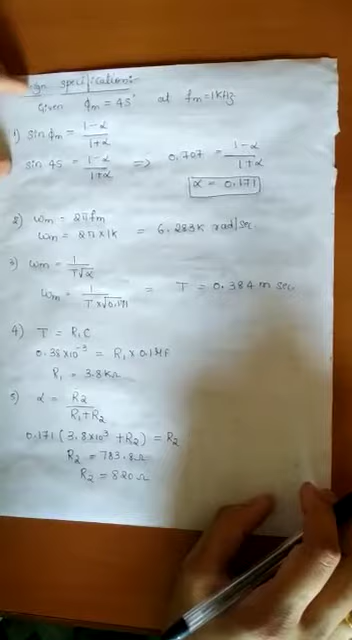 specification:-
Given φm = 45° at fm = 1KHz
1) sin φm = (1-α)/(1+α)
sin 45 = (1-α)/(1+α) => 0.707 = (1-α)/(1+α)
α = 0.171
2) ωm = 2πfm
ωm = 2π×1k = 6.283K rad/sec
3) ωm = 1/(T√α)
ωm = 1/(T×√0.171) = T = 0.384 m sec.
4) T = R1C
0.38×10⁻³ = R1 × 0.1μF
R1 = 3.8kΩ
5) α = R2/(R1+R2)
0.171 (3.8×10³ + R2) = R2
R2 = 783.8Ω
R2 = 820Ω